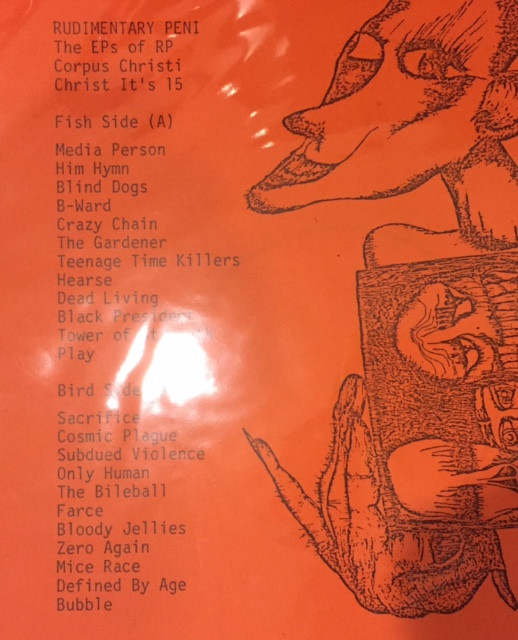 RUDIMENTARY PENI
The EPs of RP
Corpus Christi
Christ It's 15
Fish Side (A)
Media Person
Him Hymn
Blind Dogs
B-Ward
Crazy Chain
The Gardener
Teenage Time Killers
Hearse
Dead Living
Black President
Tower of
Play
Bird Side
Sacrifice
Cosmic Plague
Subdued Violence
Only Human
The Bileball
Farce
Bloody Jellies
Zero Again
Mice Race
Defined By Age
Bubble